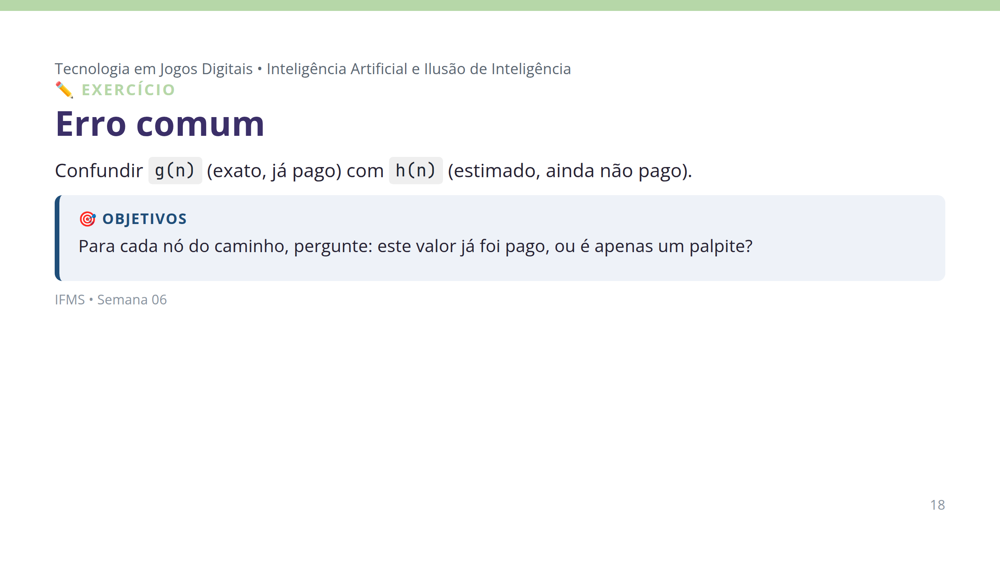 Tecnologia em Jogos Digitais • Inteligência Artificial e Ilusão de Inteligência
✏️ EXERCÍCIO
Erro comum
Confundir g(n) (exato, já pago) com h(n) (estimado, ainda não pago).
🎯 OBJETIVOS
Para cada nó do caminho, pergunte: este valor já foi pago, ou é apenas um palpite?
IFMS • Semana 06
18